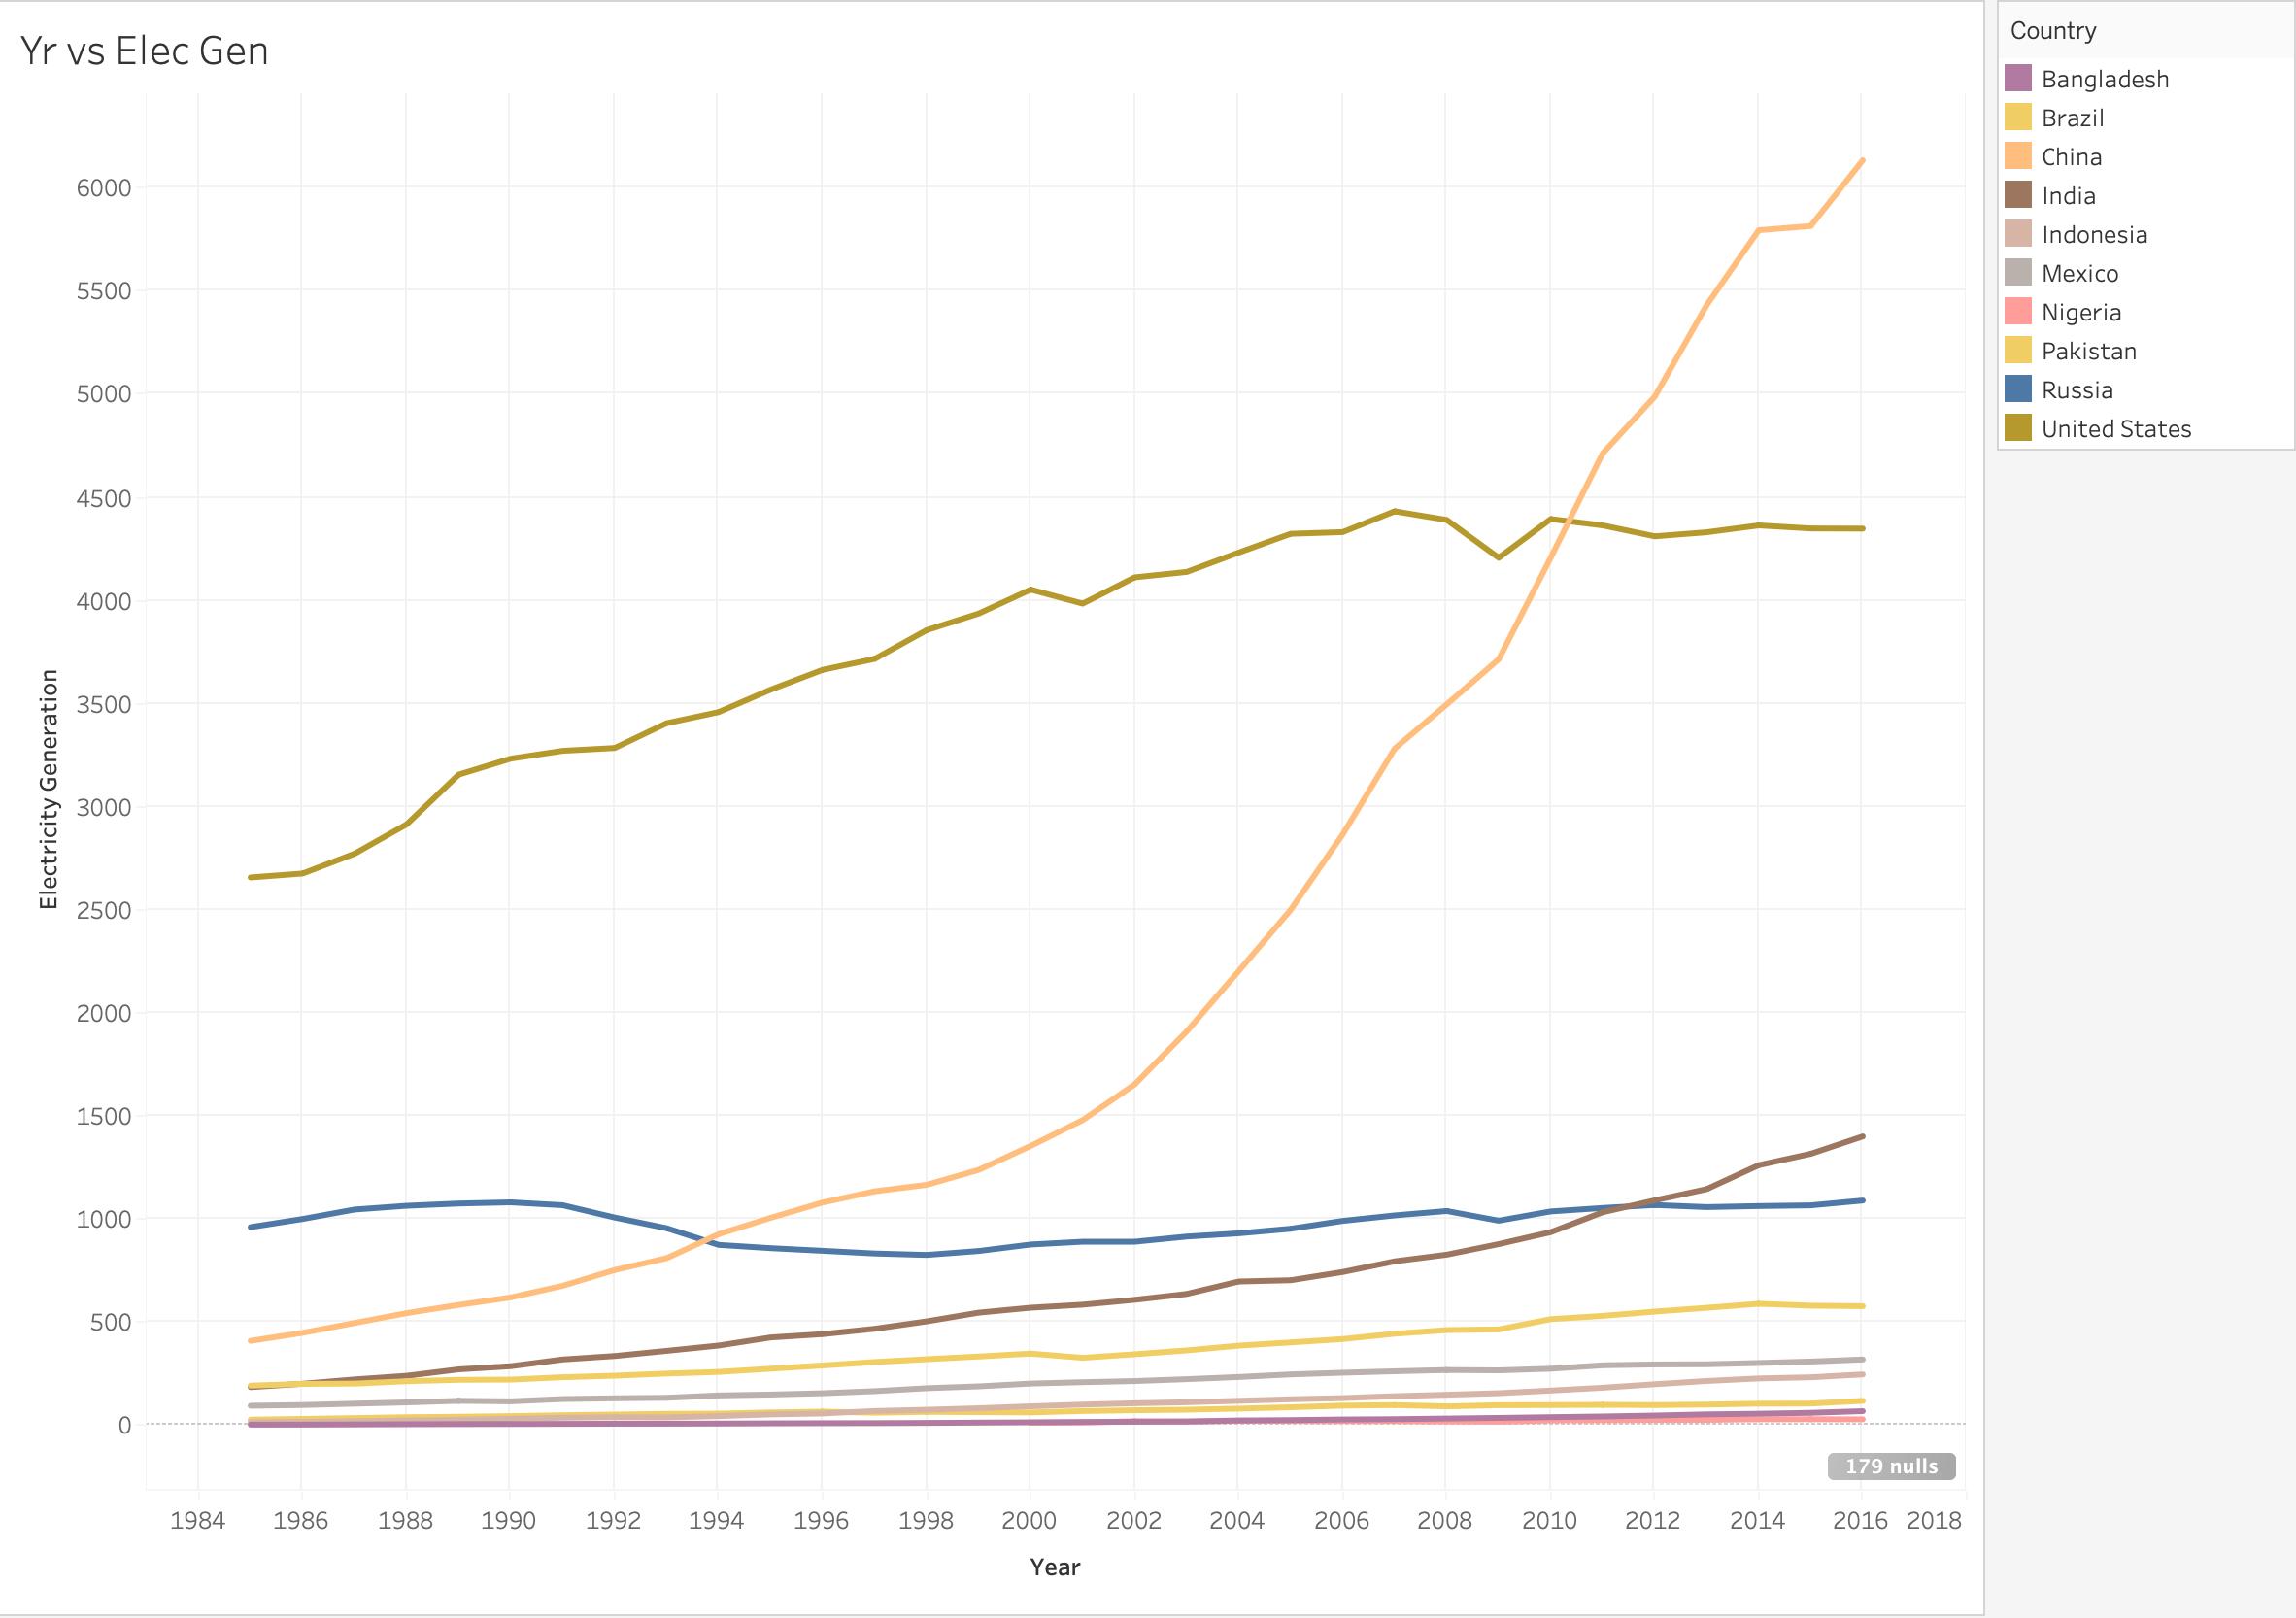 Yr vs Elec Gen
6000
5500
5000
4500
4000
3500
3000
2500
2000
1500
1000
500
0
Electricity Generation
179 nulls
1984 1986 1988 1990 1992 1994 1996 1998 2000 2002 2004 2006 2008 2010 2012 2014 2016 2018
Year
Country
Bangladesh
Brazil
China
India
Indonesia
Mexico
Nigeria
Pakistan
Russia
United States